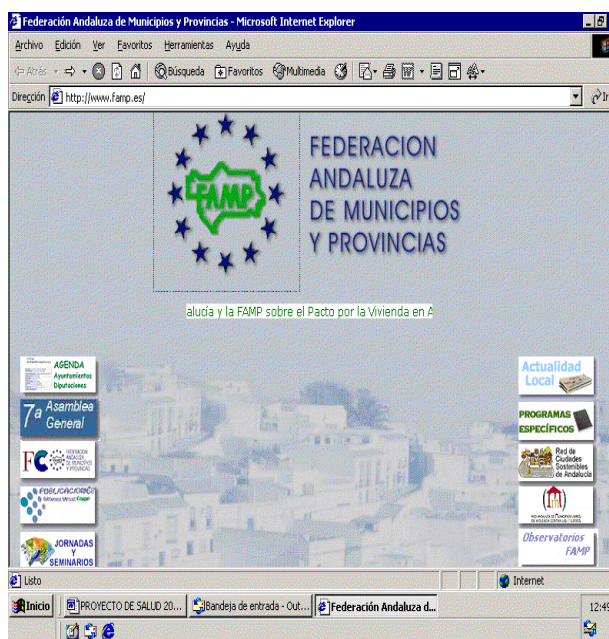 Federación Andaluza de Municipios y Provincias - Microsoft Internet Explorer
Archivo Edición Ver Favoritos Herramientas Ayuda
Atrás Búsqueda Favoritos Multimedia
Dirección http://www.famp.es/ Ir
FAMP
FEDERACION
ANDALUZA
DE MUNICIPIOS
Y PROVINCIAS
alucía y la FAMP sobre el Pacto por la Vivienda en A
AGENDA
Ayuntamientos
Diputaciones
7ª Asamblea
General
FC
PUBLICACIONES
JORNADAS
Y
SEMINARIOS
Actualidad
Local
PROGRAMAS
ESPECÍFICOS
Red de
Ciudades
Sostenibles
de Andalucía
Observatorios
FAMP
Listo Internet
Inicio PROYECTO DE SALUD 20... Bandeja de entrada - Out... Federación Andaluza d... 12:49